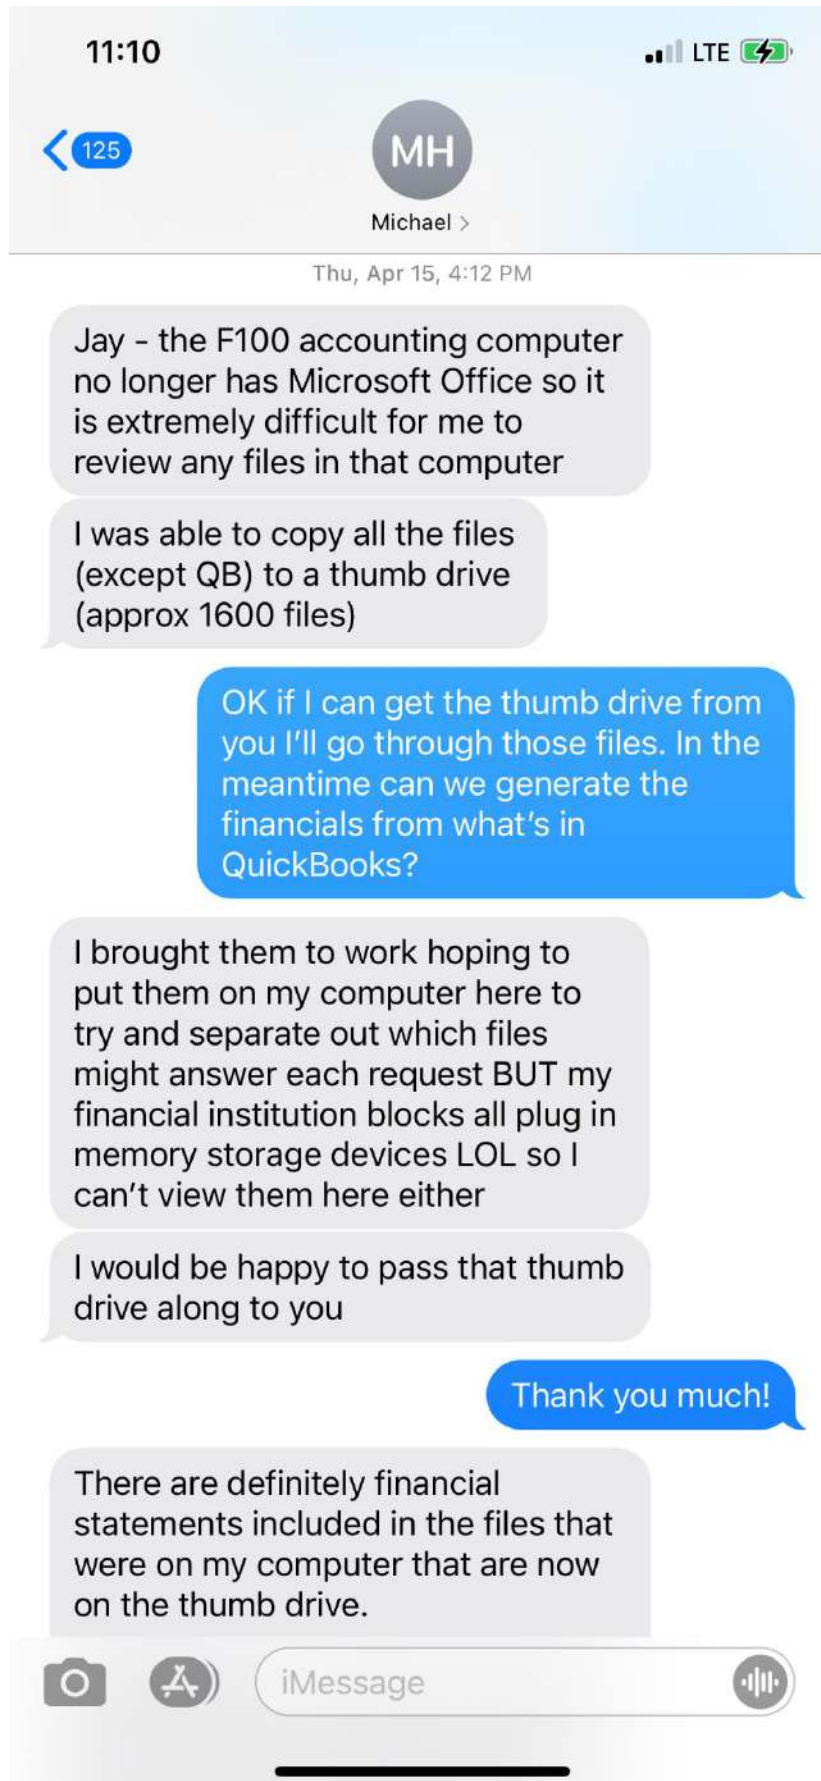 11:10
LTE
125
MH
Michael >
Thu, Apr 15, 4:12 PM
Jay - the F100 accounting computer
no longer has Microsoft Office so it
is extremely difficult for me to
review any files in that computer
I was able to copy all the files
(except QB) to a thumb drive
(approx 1600 files)
OK if I can get the thumb drive from
you I’ll go through those files. In the
meantime can we generate the
financials from what’s in
QuickBooks?
I brought them to work hoping to
put them on my computer here to
try and separate out which files
might answer each request BUT my
financial institution blocks all plug in
memory storage devices LOL so I
can’t view them here either
I would be happy to pass that thumb
drive along to you
Thank you much!
There are definitely financial
statements included in the files that
were on my computer that are now
on the thumb drive.
iMessage